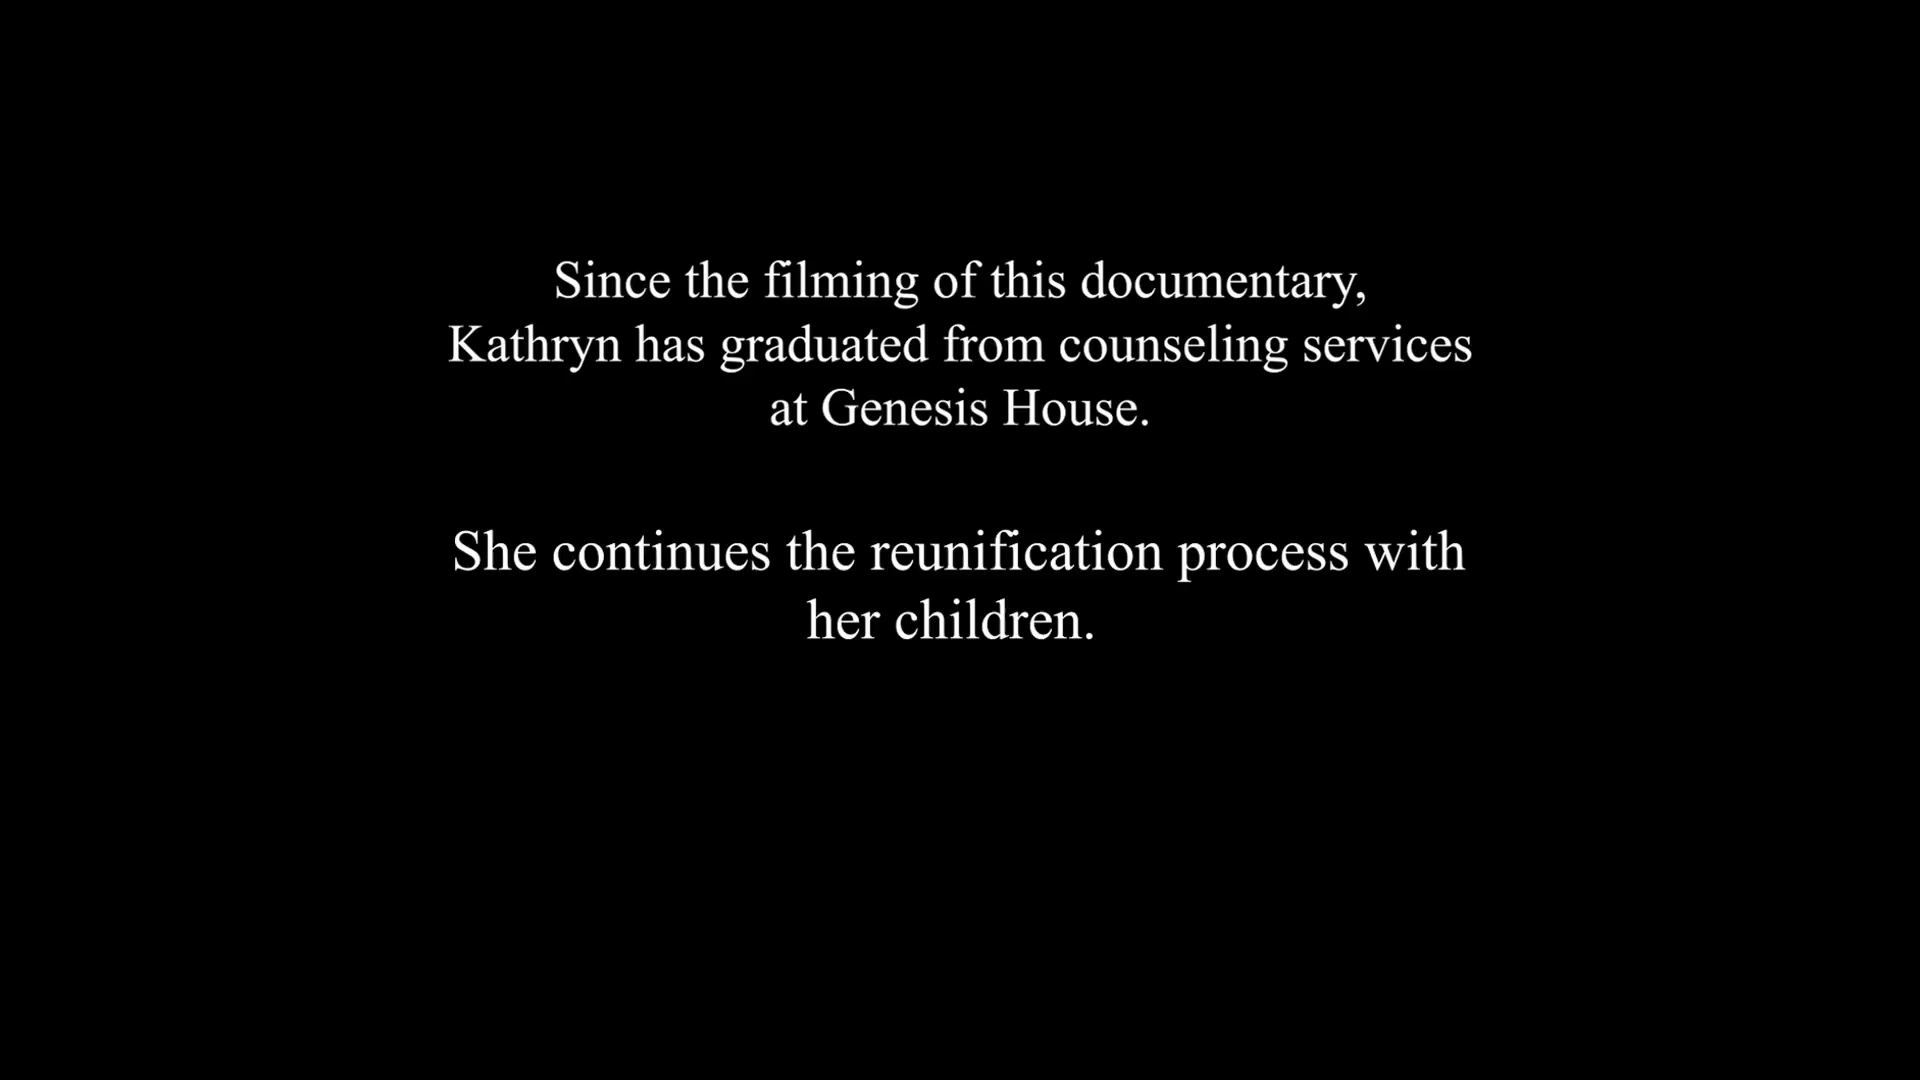 Since the filming of this documentary,
Kathryn has graduated from counseling services
at Genesis House.
She continues the reunification process with
her children.